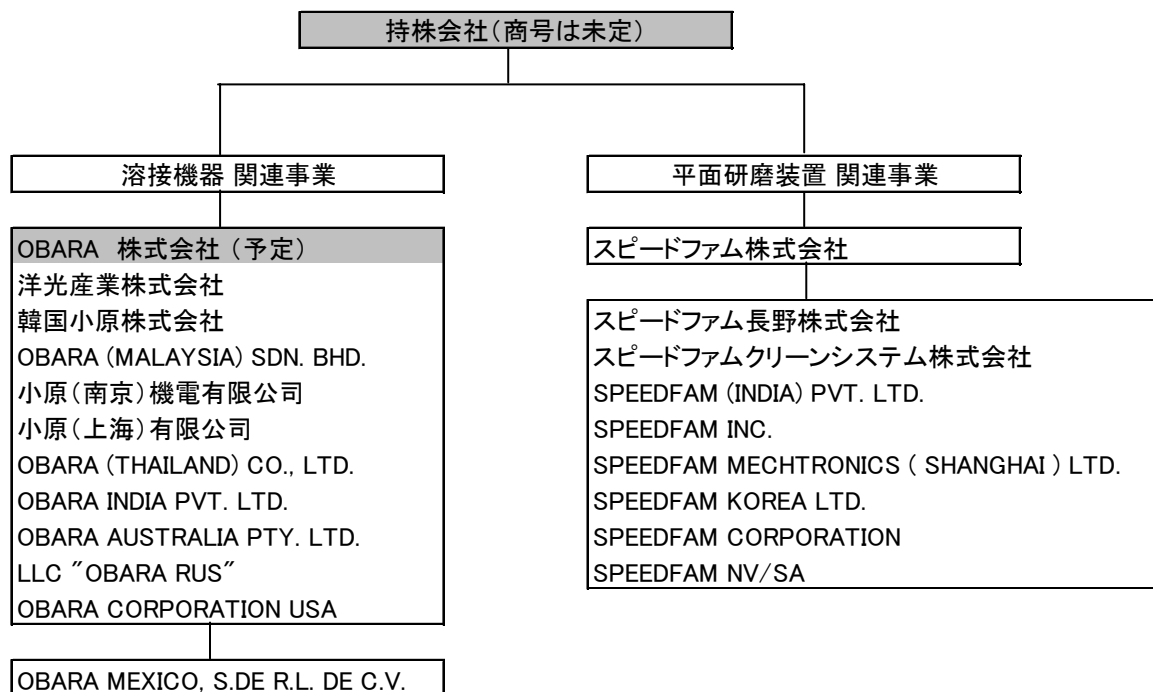 持株会社(商号は未定)
溶接機器 関連事業
OBARA 株式会社 (予定)
洋光産業株式会社
韓国小原株式会社
OBARA (MALAYSIA) SDN. BHD.
小原(南京)機電有限公司
小原(上海)有限公司
OBARA (THAILAND) CO., LTD.
OBARA INDIA PVT. LTD.
OBARA AUSTRALIA PTY. LTD.
LLC "OBARA RUS"
OBARA CORPORATION USA
OBARA MEXICO, S.DE R.L. DE C.V.
平面研磨装置 関連事業
スピードファム株式会社
スピードファム長野株式会社
スピードファムクリーンシステム株式会社
SPEEDFAM (INDIA) PVT. LTD.
SPEEDFAM INC.
SPEEDFAM MECHTRONICS ( SHANGHAI ) LTD.
SPEEDFAM KOREA LTD.
SPEEDFAM CORPORATION
SPEEDFAM NV/SA